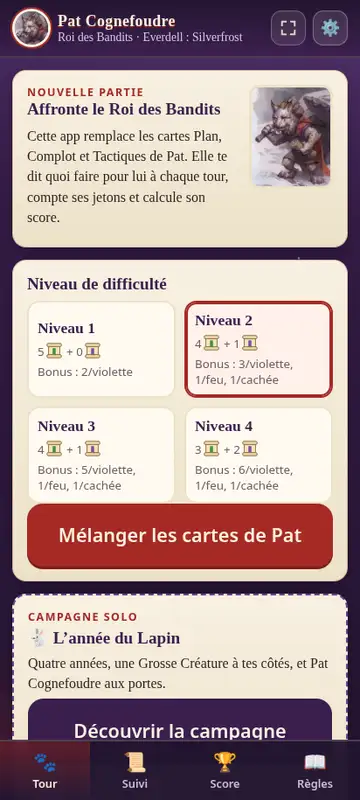 Pat Cognefoudre
Roi des Bandits · Everdell : Silverfrost
NOUVELLE PARTIE
Affronte le Roi des Bandits
Cette app remplace les cartes Plan,
Complot et Tactiques de Pat. Elle te
dit quoi faire pour lui à chaque tour,
compte ses jetons et calcule son
score.
Niveau de difficulté
Niveau 1
5 + 0
Bonus : 2/violette
Niveau 2
4 + 1
Bonus : 3/violette,
1/feu, 1/cachée
Niveau 3
4 + 1
Bonus : 5/violette,
1/feu, 1/cachée
Niveau 4
3 + 2
Bonus : 6/violette,
1/feu, 1/cachée
Mélanger les cartes de Pat
CAMPAGNE SOLO
L’année du Lapin
Quatre années, une Grosse Créature à tes côtés, et Pat
Cognefoudre aux portes.
Découvrir la campagne
Tour
Suivi
Score
Règles